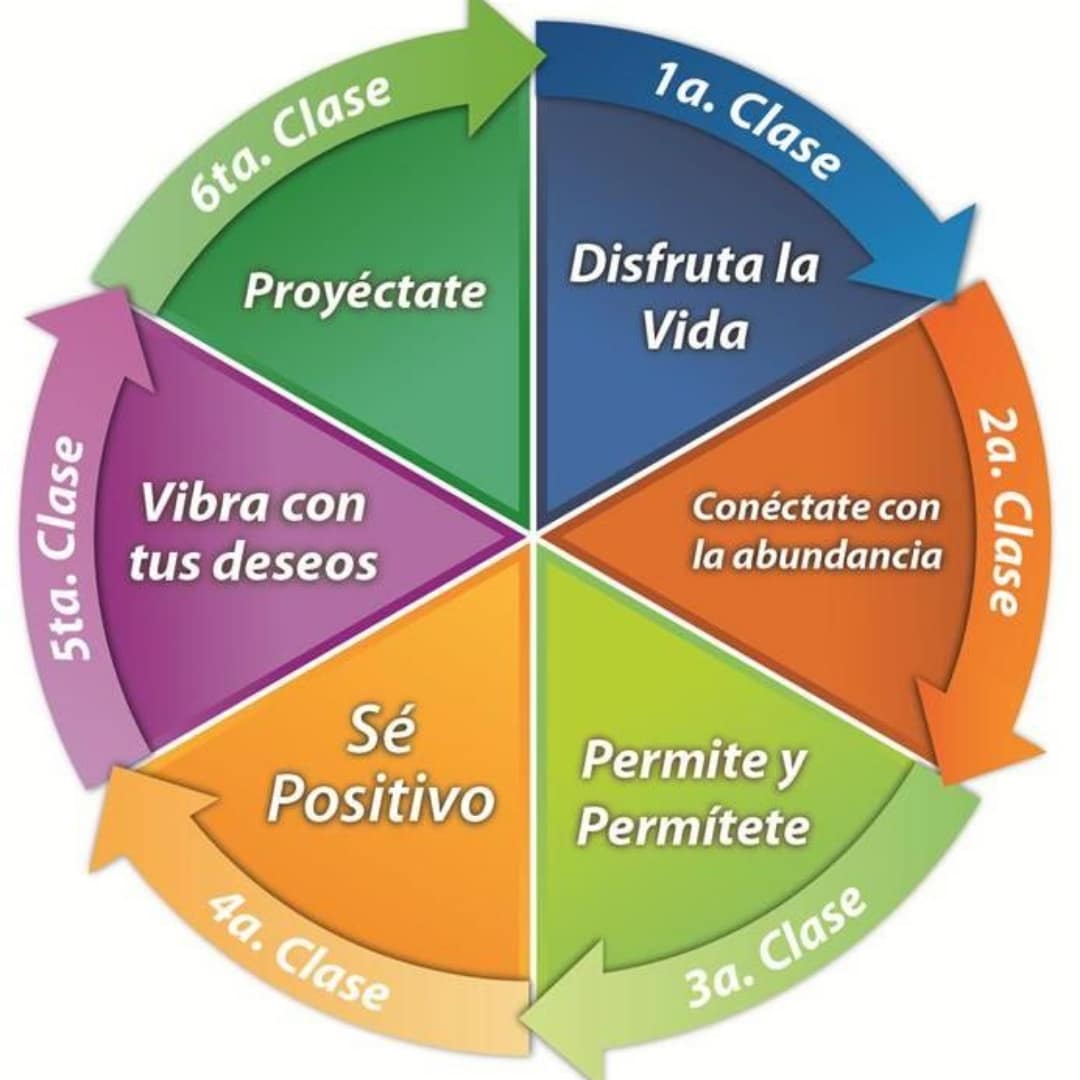 1a. Clase
Disfruta la
Vida
2a. Clase
Conéctate con
la abundancia
3a. Clase
Permite y
Permítete
4a. Clase
Sé
Positivo
5ta. Clase
Vibra con
tus deseos
6ta. Clase
Proyéctate